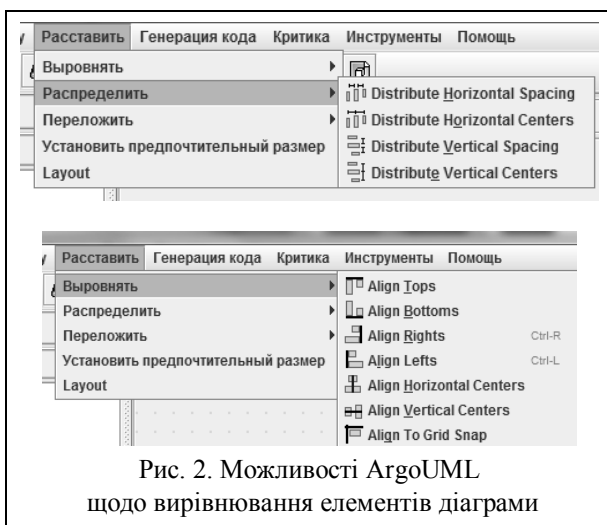 Расставить Генерация кода Критика Инструменты Помощь
Выровнять
Распределить
Переложить
Установить предпочтительный размер
Layout
Distribute Horizontal Spacing
Distribute Horizontal Centers
Distribute Vertical Spacing
Distribute Vertical Centers
Расставить Генерация кода Критика Инструменты Помощь
Выровнять
Распределить
Переложить
Установить предпочтительный размер
Layout
Align Tops
Align Bottoms
Align Rights Ctrl-R
Align Lefts Ctrl-L
Align Horizontal Centers
Align Vertical Centers
Align To Grid Snap
Рис. 2. Можливості ArgoUML
щодо вирівнювання елементів діаграми